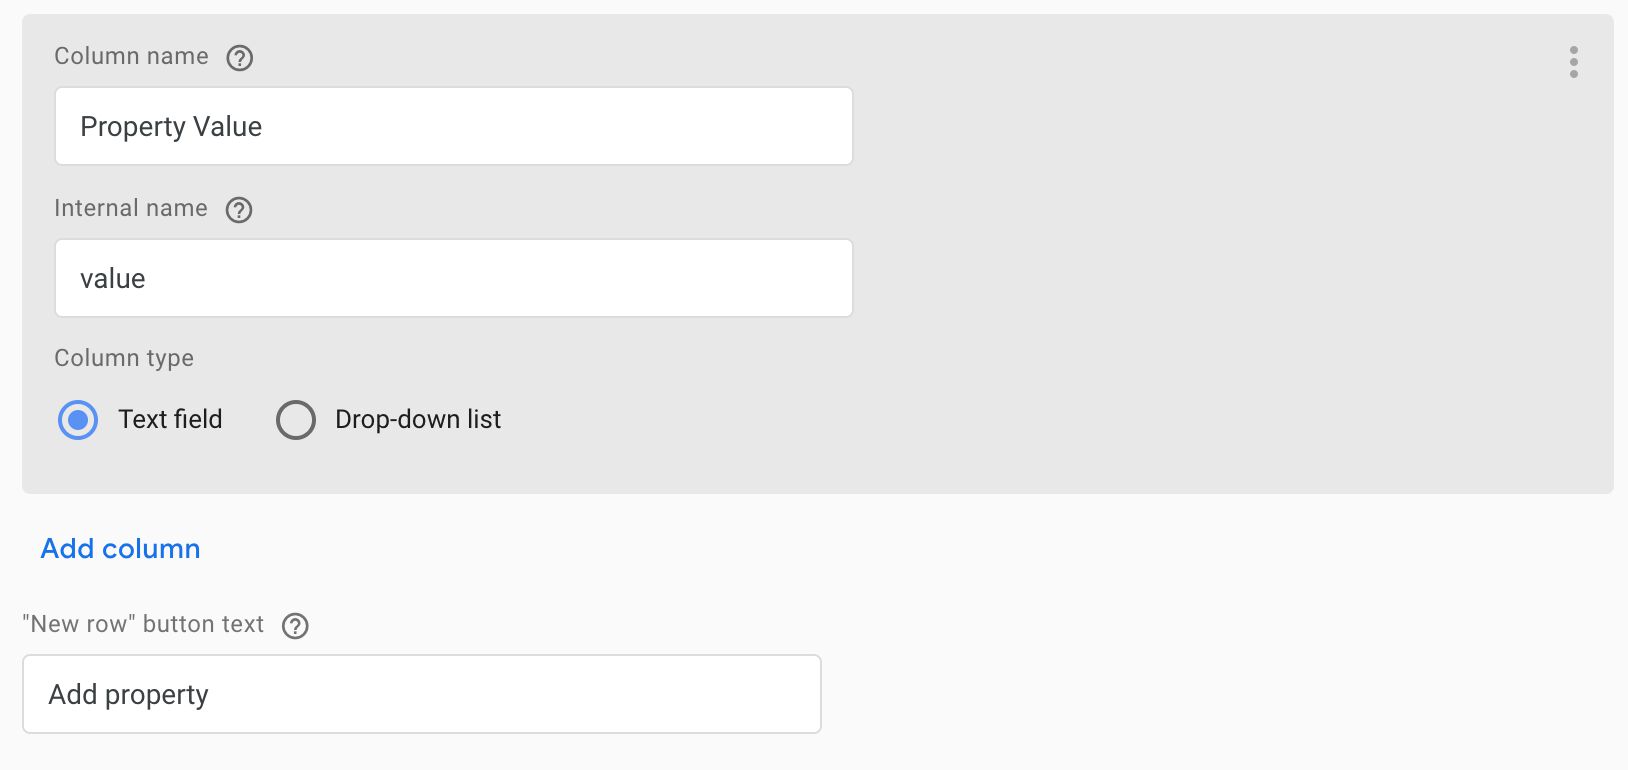 Column name
Property Value
Internal name
value
Column type
Text field Drop-down list
Add column
"New row" button text
Add property